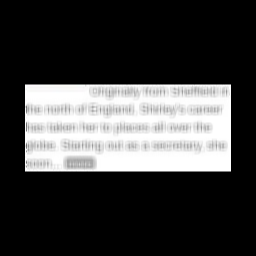 Originally from Sheffield in
the north of England, Shirley's career
has taken her to places all over the
globe. Starting out as a secretary, she
soon...